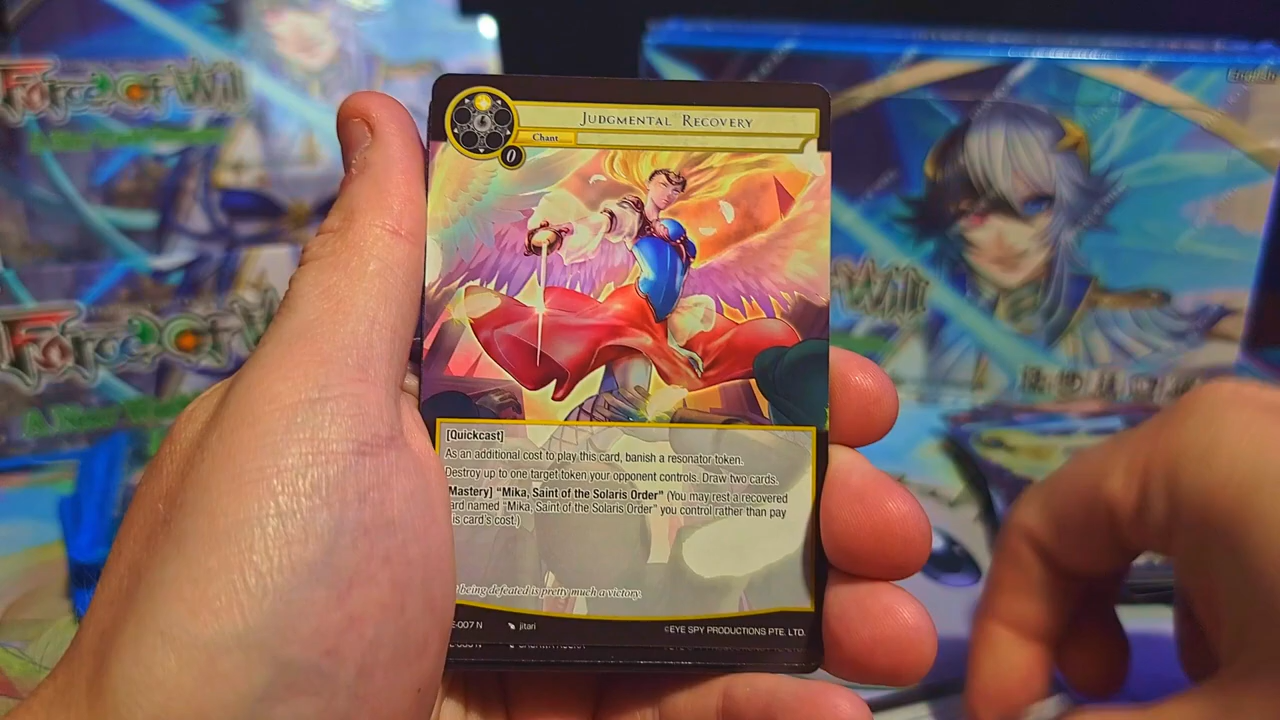 Force Of Will
English
JUDGMENTAL RECOVERY
Chant
0
Will
Force Of
[Quickcast]
As an additional cost to play this card, banish a resonator token.
Destroy up to one target token your opponent controls. Draw two cards.
Mastery] "Mika, Saint of the Solaris Order" (You may rest a recovered
ard named "Mika, Saint of the Solaris Order" you control rather than pay
is card's cost.)
being defeated is pretty much a victory.
-007 N jitari ©EYE SPY PRODUCTIONS PTE. LTD.